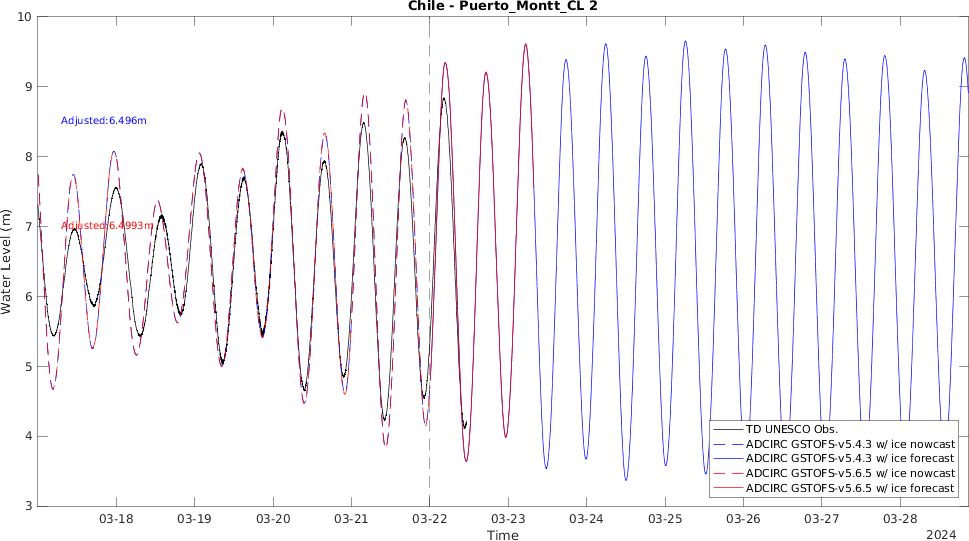 Chile - Puerto_Montt_CL 2
10
9
8
7
6
5
4
3
Water Level (m)
Adjusted:6.496m
Adjusted:6.4993m
TD UNESCO Obs.
ADCIRC GSTOFS-v5.4.3 w/ ice nowcast
ADCIRC GSTOFS-v5.4.3 w/ ice forecast
ADCIRC GSTOFS-v5.6.5 w/ ice nowcast
ADCIRC GSTOFS-v5.6.5 w/ ice forecast
03-18 03-19 03-20 03-21 03-22 03-23 03-24 03-25 03-26 03-27 03-28
Time
2024